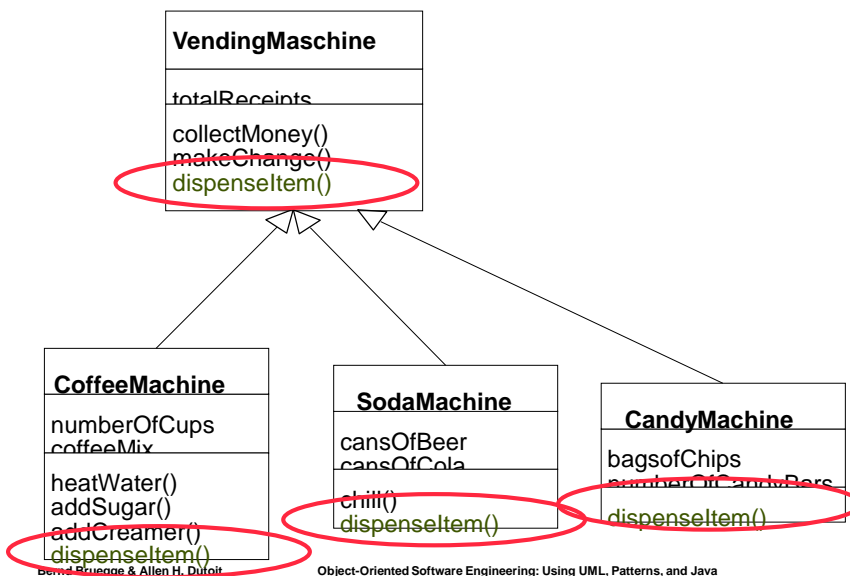 VendingMaschine
totalReceipts
collectMoney()
makeChange()
dispenseItem()
CoffeeMachine
numberOfCups
coffeeMix
heatWater()
addSugar()
addCreamer()
dispenseItem()
SodaMachine
cansOfBeer
cansOfCola
chill()
dispenseItem()
CandyMachine
bagsofChips
numberOfCandyBars
dispenseItem()
Bernd Bruegge & Allen H. Dutoit
Object-Oriented Software Engineering: Using UML, Patterns, and Java